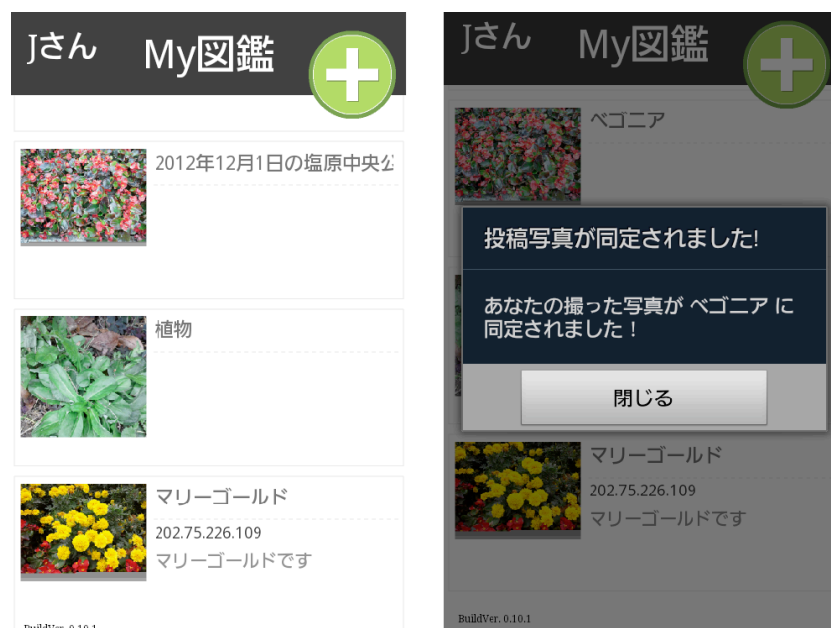 Jさん
My図鑑
2012年12月1日の塩原中央公
植物
マリーゴールド
202.75.226.109
マリーゴールドです
BuildVer. 0.10.1
Jさん
My図鑑
ベゴニア
投稿写真が同定されました!
あなたの撮った写真が ベゴニア に
同定されました！
閉じる
マリーゴールド
202.75.226.109
マリーゴールドです
BuildVer. 0.10.1